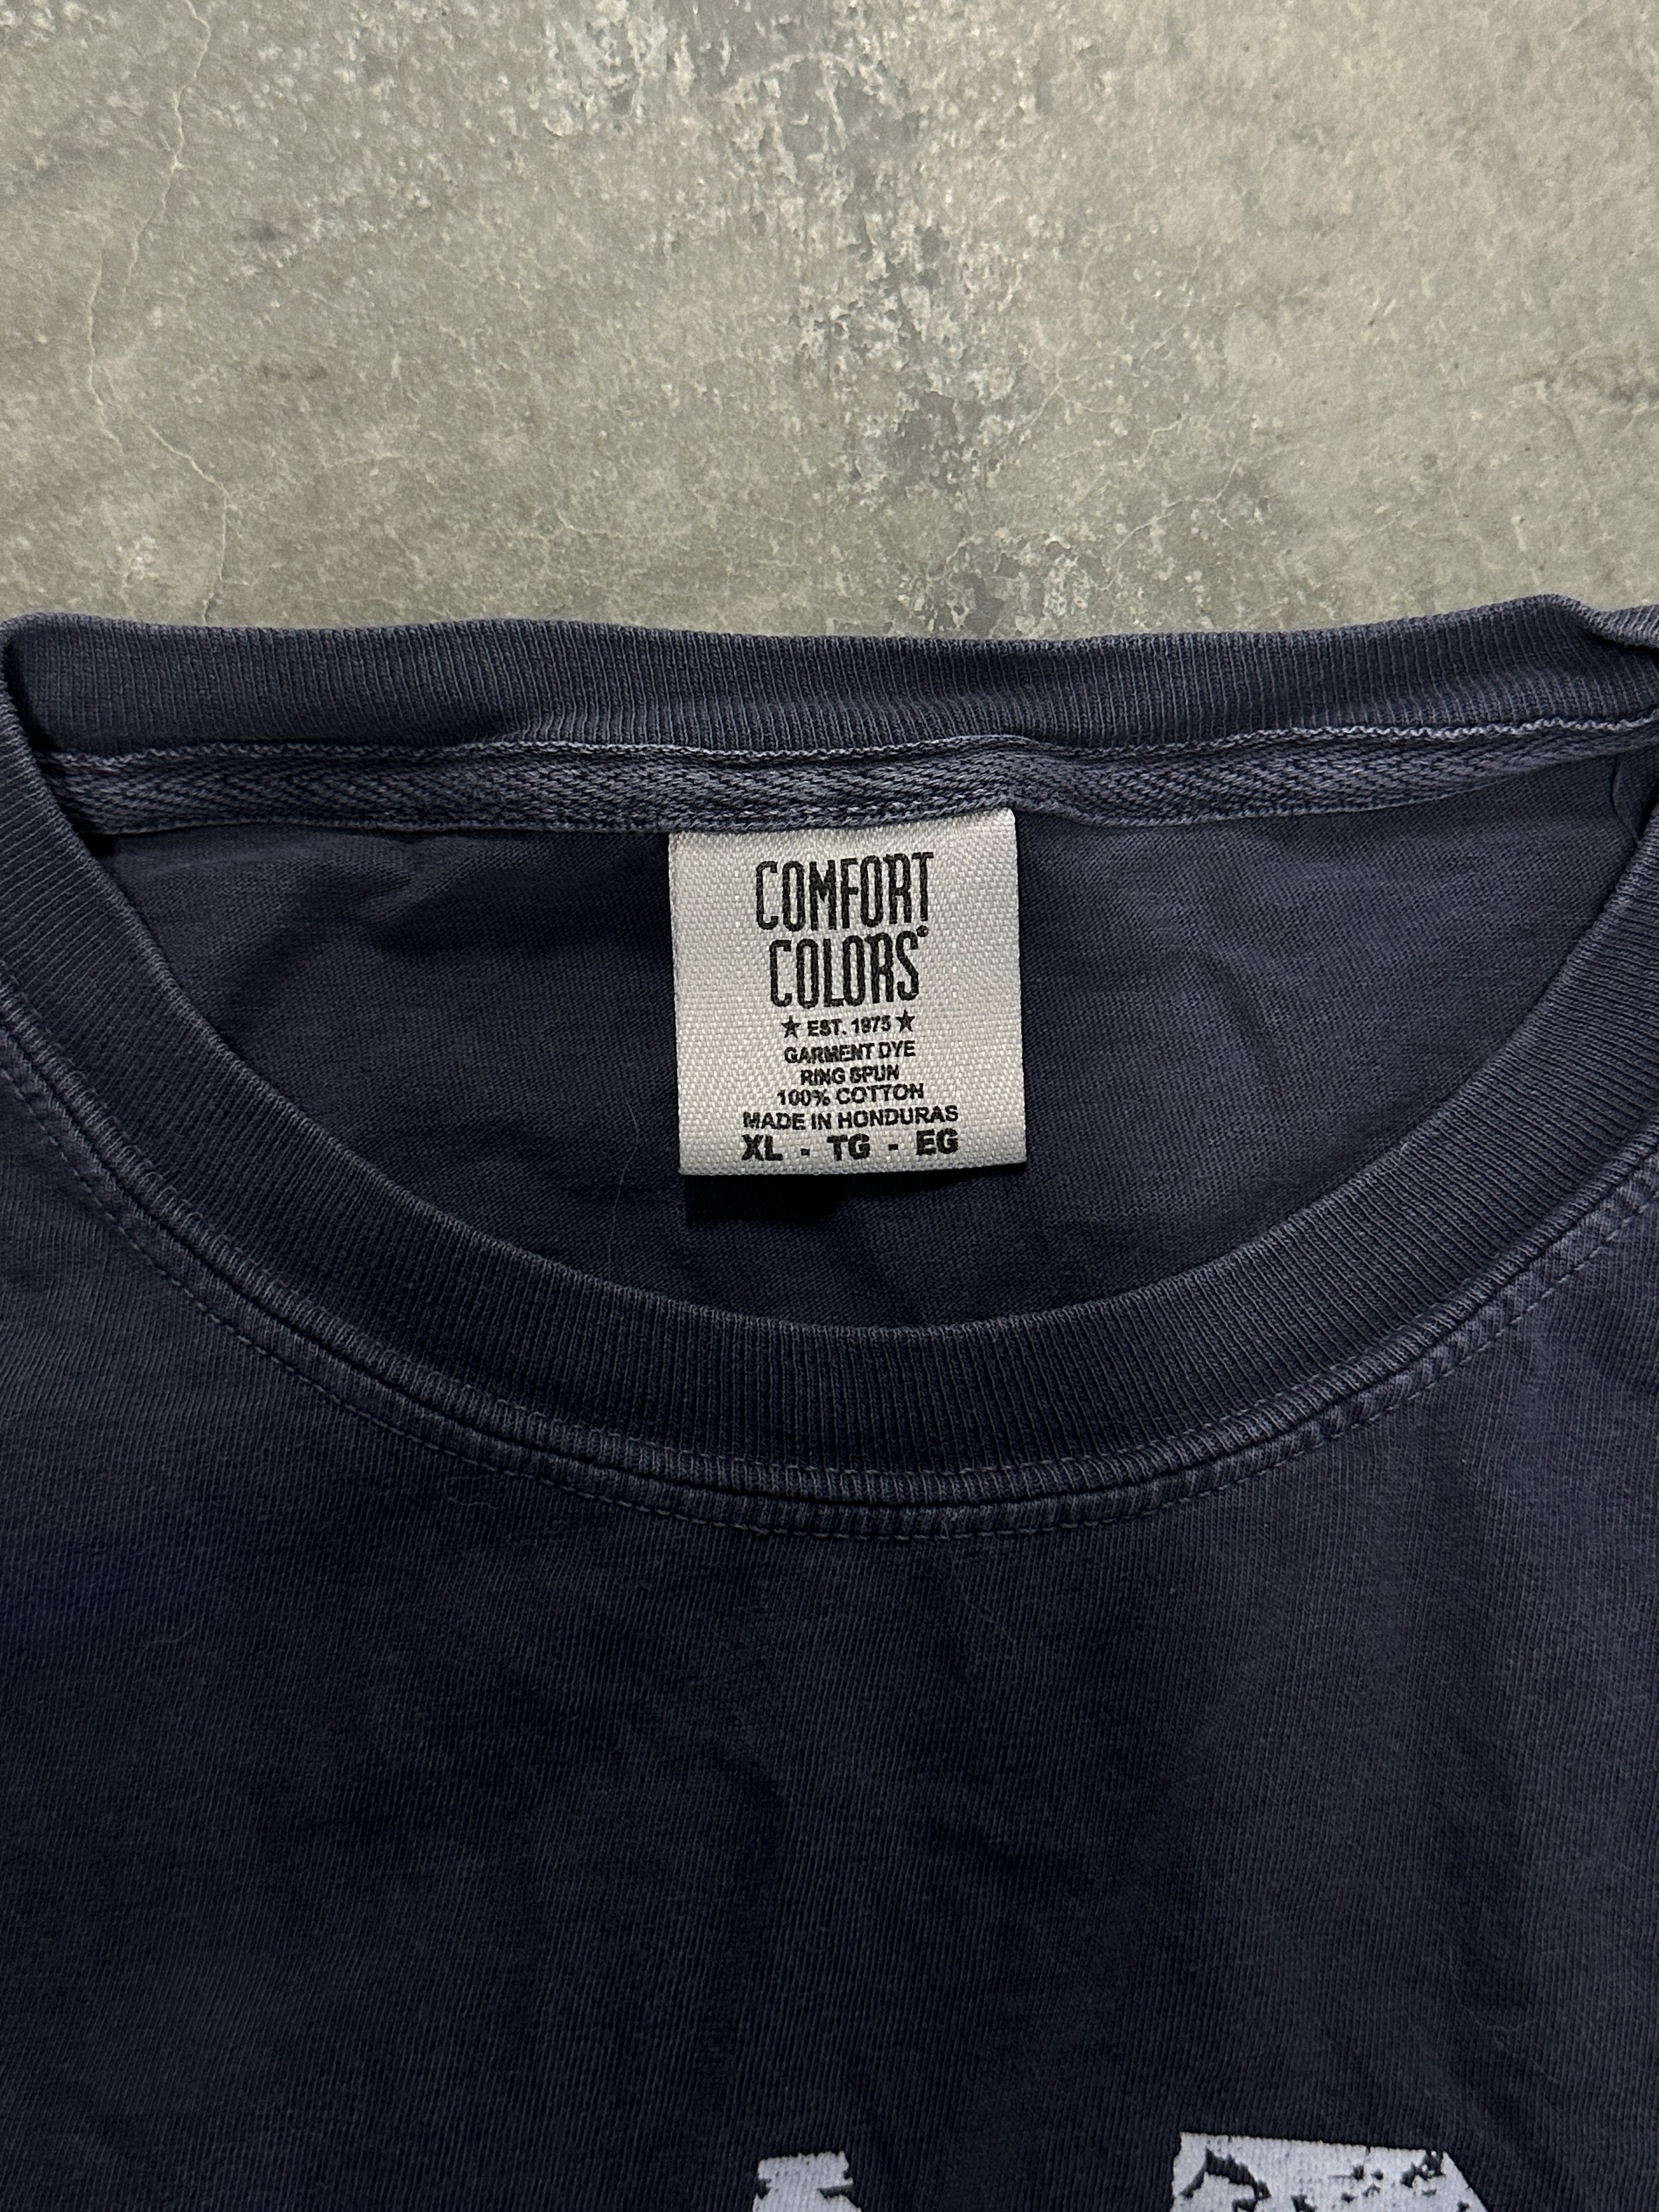 COMFORT
COLORS®
★ EST. 1975 ★
GARMENT DYE
RING SPUN
100% COTTON
MADE IN HONDURAS
XL - TG - EG